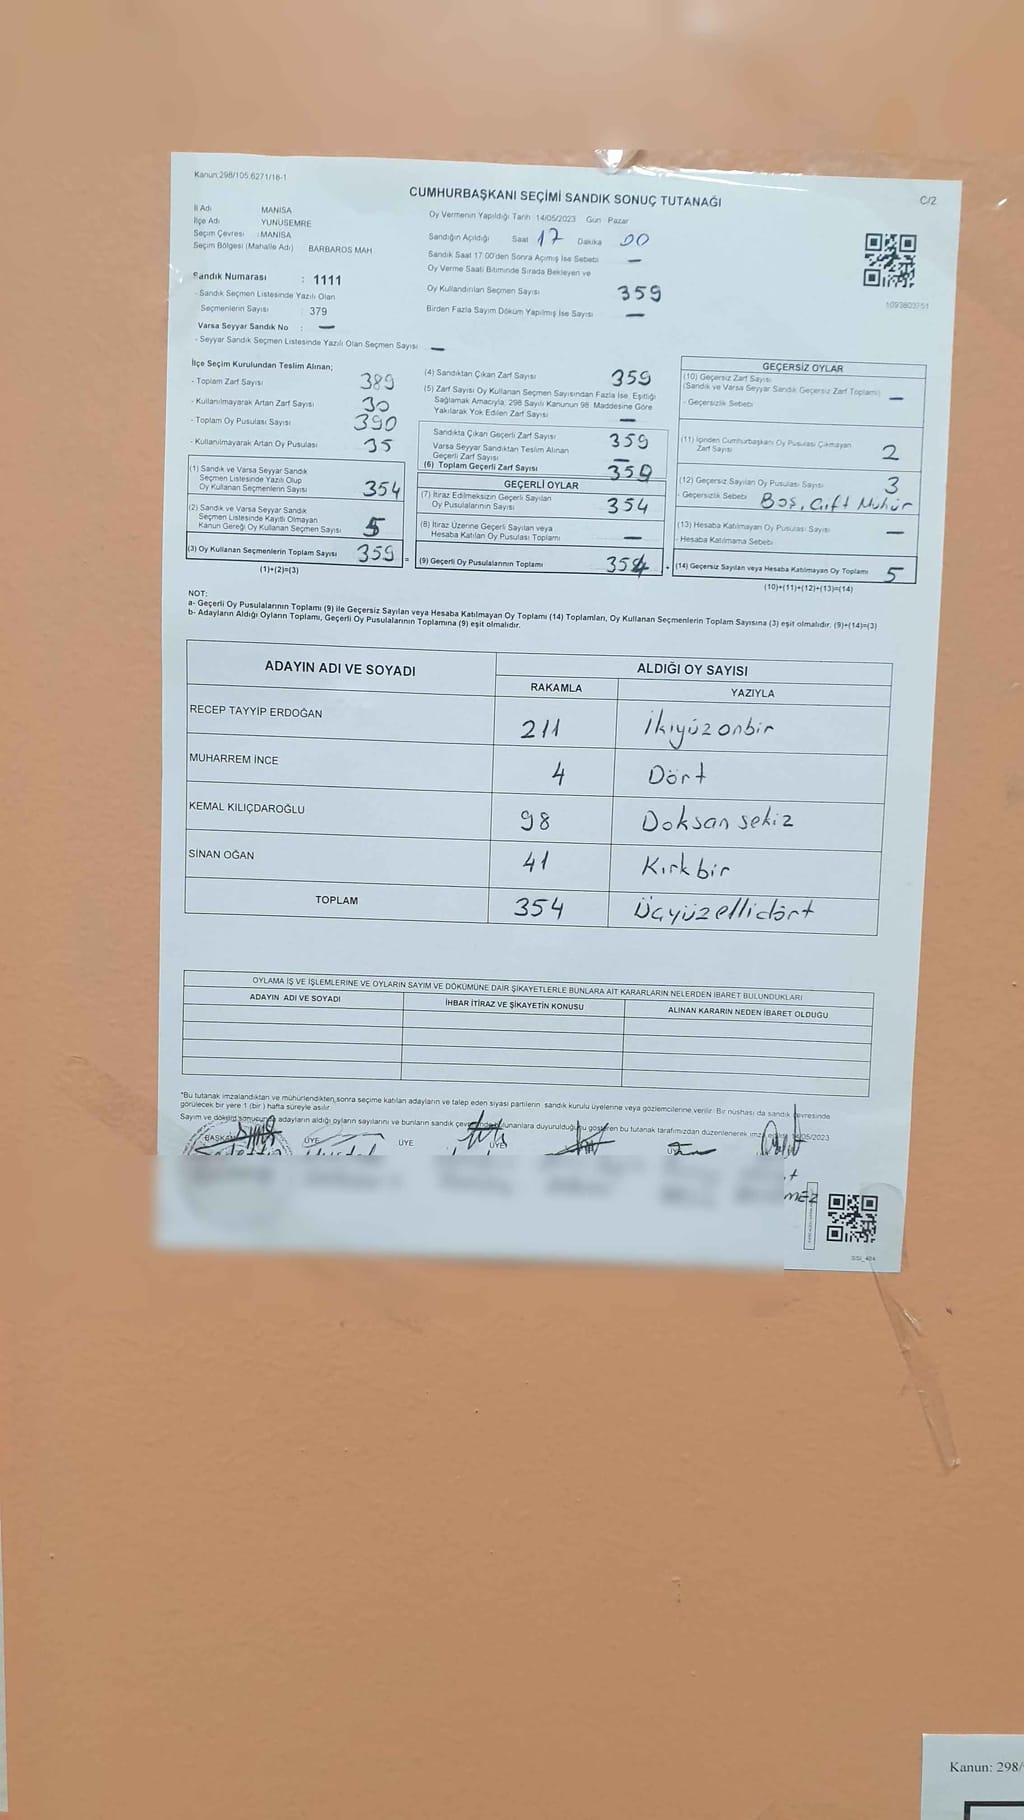 Kanun:298/105.6271/18-1
CUMHURBAŞKANI SEÇİMİ SANDIK SONUÇ TUTANAĞI
C/2
İl Adı MANİSA
İlçe Adı YUNUSEMRE
Seçim Çevresi : MANİSA
Seçim Bölgesi (Mahalle Adı) BARBAROS MAH
Oy Vermenin Yapıldığı Tarih 14/05/2023 Gün Pazar
Sandığın Açıldığı Saat 17 Dakika 00
Sandık Saat 17.00'den Sonra Açımış İse Sebebi —
Oy Verme Saati Bitiminde Sırada Bekleyen ve
Oy Kullandırılan Seçmen Sayısı 359
Birden Fazla Sayım Döküm Yapılmış İse Sayısı —
1093803751
Sandık Numarası : 1111
- Sandık Seçmen Listesinde Yazılı Olan
Seçmenlerin Sayısı : 379
Varsa Seyyar Sandık No : —
- Seyyar Sandık Seçmen Listesinde Yazılı Olan Seçmen Sayısı —
İlçe Seçim Kurulundan Teslim Alınan;
- Toplam Zarf Sayısı 389
- Kullanılmayarak Artan Zarf Sayısı 30
- Toplam Oy Pusulası Sayısı 390
- Kullanılmayarak Artan Oy Pusulası 35
(1) Sandık ve Varsa Seyyar Sandık
Seçmen Listesinde Yazılı Olup
Oy Kullanan Seçmenlerin Sayısı 354
(2) Sandık ve Varsa Seyyar Sandık
Seçmen Listesinde Kayıtlı Olmayan
Kanun Gereği Oy Kullanan Seçmen Sayısı 5
(3) Oy Kullanan Seçmenlerin Toplam Sayısı 359 =
(1)+(2)=(3)
(4) Sandıktan Çıkan Zarf Sayısı 359
(5) Zarf Sayısı Oy Kullanan Seçmen Sayısından Fazla İse, Eşitliği
Sağlamak Amacıyla; 298 Sayılı Kanunun 98. Maddesine Göre
Yakılarak Yok Edilen Zarf Sayısı —
Sandıkta Çıkan Geçerli Zarf Sayısı 359
Varsa Seyyar Sandıktan Teslim Alınan
Geçerli Zarf Sayısı —
(6) Toplam Geçerli Zarf Sayısı 359
GEÇERLİ OYLAR
(7) İtiraz Edilmeksizin Geçerli Sayılan
Oy Pusulalarının Sayısı 354
(8) İtiraz Üzerine Geçerli Sayılan veya
Hesaba Katılan Oy Pusulası Toplamı —
(9) Geçerli Oy Pusulalarının Toplamı 354 +
GEÇERSİZ OYLAR
(10) Geçersiz Zarf Sayısı
(Sandık ve Varsa Seyyar Sandık Geçersiz Zarf Toplamı) —
- Geçersizlik Sebebi
(11) İçinden Cumhurbaşkanı Oy Pusulası Çıkmayan
Zarf Sayısı 2
(12) Geçersiz Sayılan Oy Pusulası Sayısı 3
- Geçersizlik Sebebi Boş, Çift Mühür
(13) Hesaba Katılmayan Oy Pusulası Sayısı —
- Hesaba Katılmama Sebebi
(14) Geçersiz Sayılan veya Hesaba Katılmayan Oy Toplamı 5
(10)+(11)+(12)+(13)=(14)
NOT:
a- Geçerli Oy Pusulalarının Toplamı (9) ile Geçersiz Sayılan veya Hesaba Katılmayan Oy Toplamı (14) Toplamları, Oy Kullanan Seçmenlerin Toplam Sayısına (3) eşit olmalıdır. (9)+(14)=(3)
b- Adayların Aldığı Oyların Toplamı, Geçerli Oy Pusulalarının Toplamına (9) eşit olmalıdır.
ADAYIN ADI VE SOYADI ALDIĞI OY SAYISI
RAKAMLA YAZIYLA
RECEP TAYYİP ERDOĞAN 211 İkiyüzonbir
MUHARREM İNCE 4 Dört
KEMAL KILIÇDAROĞLU 98 Doksan sekiz
SİNAN OĞAN 41 Kırkbir
TOPLAM 354 Üçyüzellidört
OYLAMA İŞ VE İŞLEMLERİNE VE OYLARIN SAYIM VE DÖKÜMÜNE DAİR ŞİKAYETLERLE BUNLARA AİT KARARLARIN NELERDEN İBARET BULUNDUKLARI
ADAYIN ADI VE SOYADI İHBAR İTİRAZ VE ŞİKAYETİN KONUSU ALINAN KARARIN NEDEN İBARET OLDUĞU
*Bu tutanak imzalandıktan ve mühürlendikten sonra seçime katılan adayların ve talep eden siyasi partilerin sandık kurulu üyelerine veya gözlemcilerine verilir. Bir nüshası da sandık çevresinde
görülecek bir yere 1 (bir ) hafta süreyle asılır.
Sayım ve döküm sonucunda adayların aldığı oyların sayılarını ve bunların sandık
duyurulduğu gösteren bu tutanak tarafımızdan düzenlenerek
05/2023
BAŞKAN ÜYE ÜYE ÜYE
MEZ
Kanun: 298/